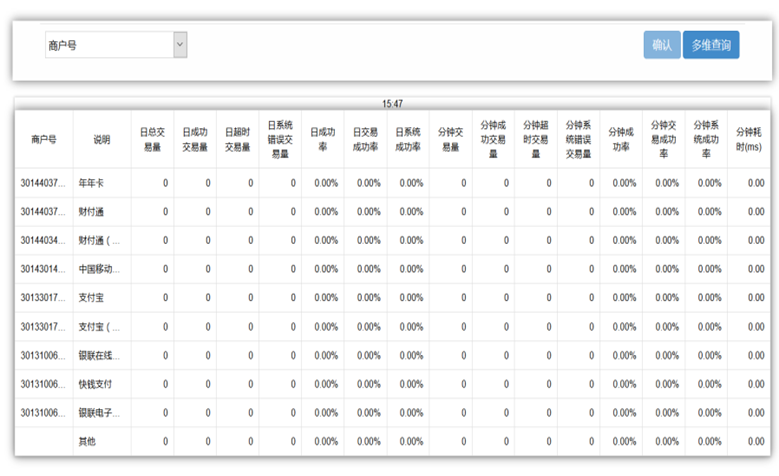 商户号
确认 多维查询
15:47
商户号 说明 日总交易量 日成功交易量 日超时交易量 日系统错误交易量 日成功率 日交易成功率 日系统成功率 分钟交易量 分钟成功交易量 分钟超时交易量 分钟系统错误交易量 分钟成功率 分钟交易成功率 分钟系统成功率 分钟耗时(ms)
30144037... 年年卡 0 0 0 0 0.00% 0.00% 0.00% 0 0 0 0 0.00% 0.00% 0.00% 0.00
30144037... 财付通 0 0 0 0 0.00% 0.00% 0.00% 0 0 0 0 0.00% 0.00% 0.00% 0.00
30144034... 财付通 (... 0 0 0 0 0.00% 0.00% 0.00% 0 0 0 0 0.00% 0.00% 0.00% 0.00
30143014... 中国移动... 0 0 0 0 0.00% 0.00% 0.00% 0 0 0 0 0.00% 0.00% 0.00% 0.00
30133017... 支付宝 0 0 0 0 0.00% 0.00% 0.00% 0 0 0 0 0.00% 0.00% 0.00% 0.00
30133017... 支付宝 (... 0 0 0 0 0.00% 0.00% 0.00% 0 0 0 0 0.00% 0.00% 0.00% 0.00
30131006... 银联在线... 0 0 0 0 0.00% 0.00% 0.00% 0 0 0 0 0.00% 0.00% 0.00% 0.00
30131006... 快钱支付 0 0 0 0 0.00% 0.00% 0.00% 0 0 0 0 0.00% 0.00% 0.00% 0.00
30131006... 银联电子... 0 0 0 0 0.00% 0.00% 0.00% 0 0 0 0 0.00% 0.00% 0.00% 0.00
其他 0 0 0 0 0.00% 0.00% 0.00% 0 0 0 0 0.00% 0.00% 0.00% 0.00